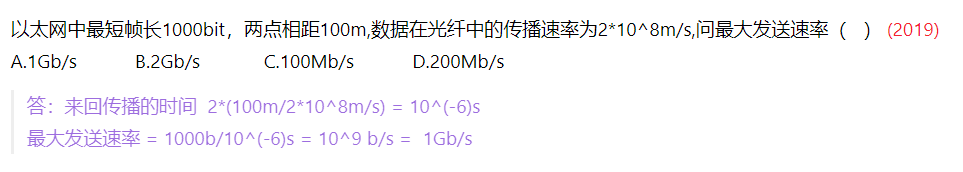 以太网中最短帧长1000bit，两点相距100m,数据在光纤中的传播速率为2*10^8m/s,问最大发送速率（ ）(2019)
A.1Gb/s B.2Gb/s C.100Mb/s D.200Mb/s
答：来回传播的时间 2*(100m/2*10^8m/s) = 10^(-6)s
最大发送速率 = 1000b/10^(-6)s = 10^9 b/s = 1Gb/s